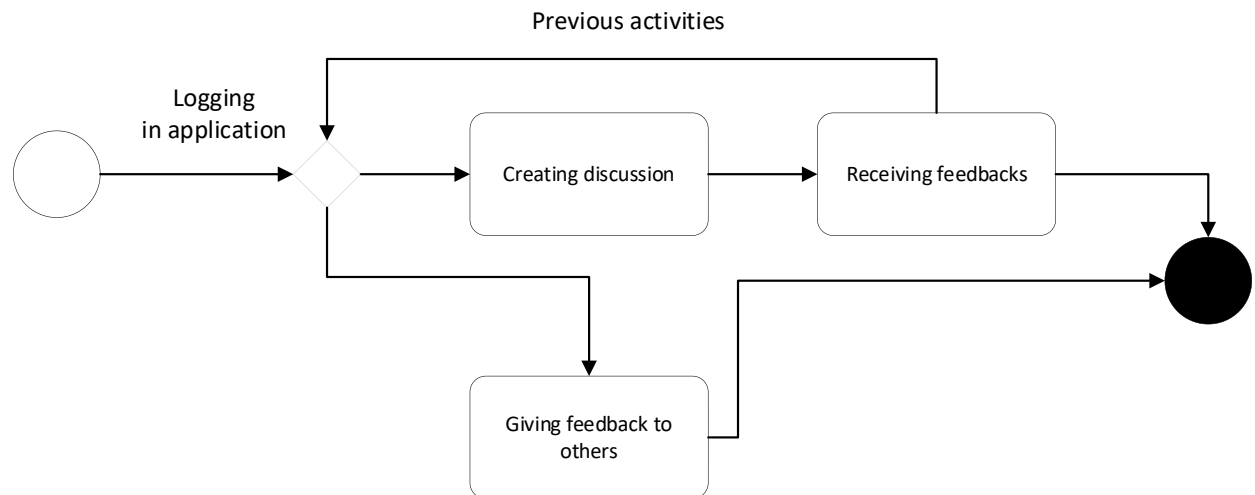 Previous activities
Logging
in application
Creating discussion
Receiving feedbacks
Giving feedback to
others